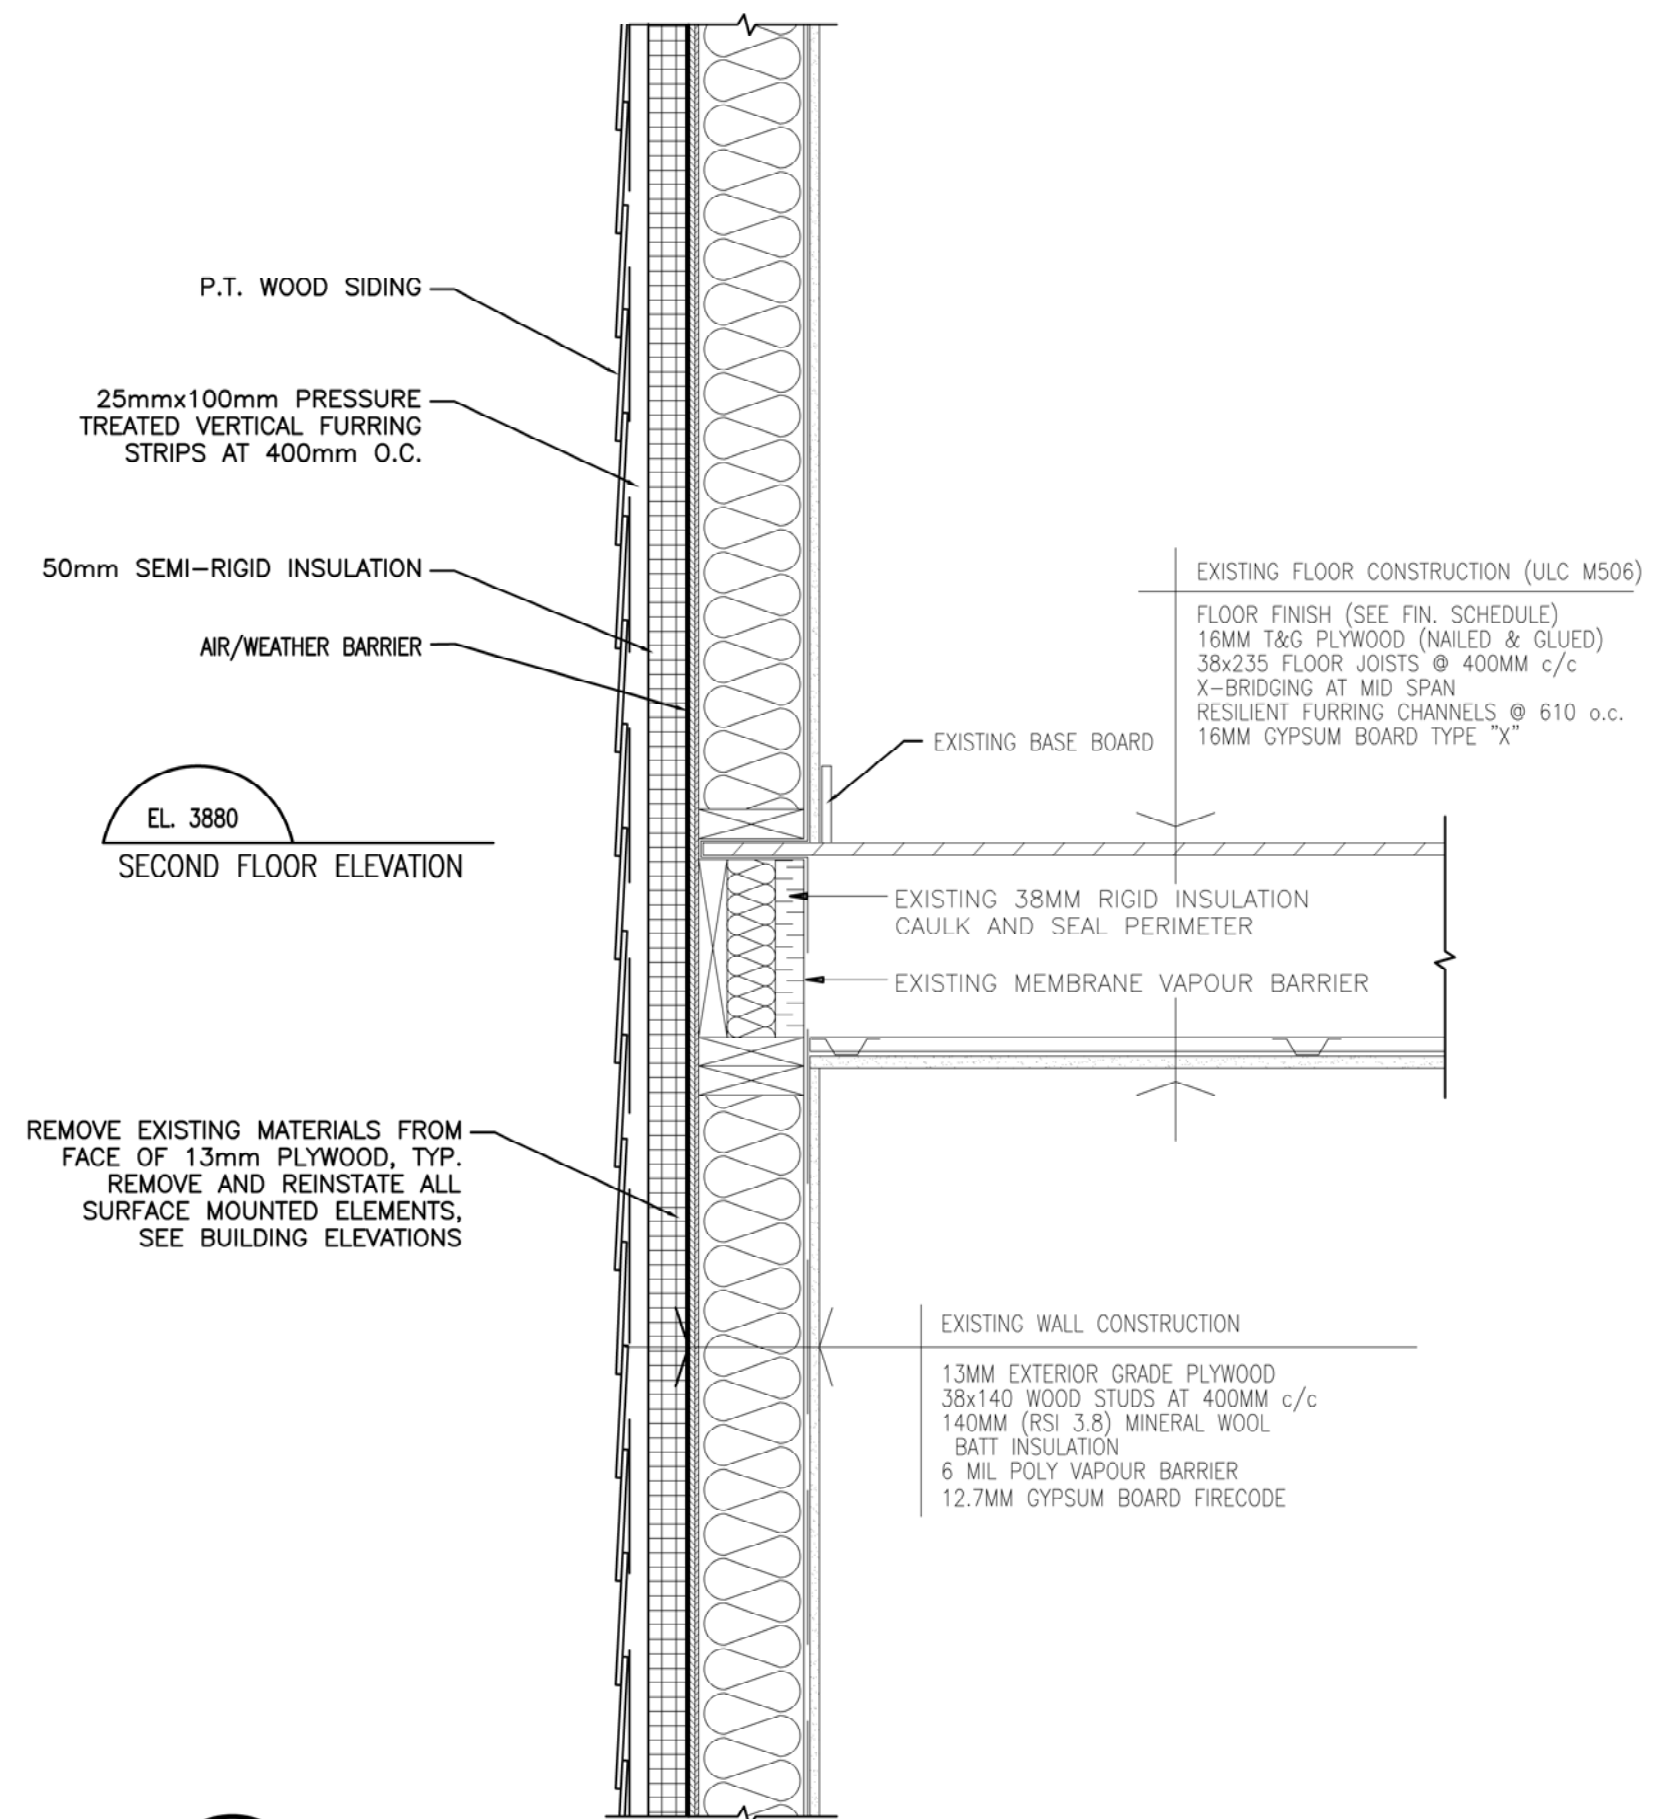 P.T. WOOD SIDING
25mmx100mm PRESSURE
TREATED VERTICAL FURRING
STRIPS AT 400mm O.C.
50mm SEMI-RIGID INSULATION
AIR/WEATHER BARRIER
EL. 3880
SECOND FLOOR ELEVATION
REMOVE EXISTING MATERIALS FROM
FACE OF 13mm PLYWOOD, TYP.
REMOVE AND REINSTATE ALL
SURFACE MOUNTED ELEMENTS,
SEE BUILDING ELEVATIONS
EXISTING FLOOR CONSTRUCTION (ULC M506)
FLOOR FINISH (SEE FIN. SCHEDULE)
16MM T&G PLYWOOD (NAILED & GLUED)
38x235 FLOOR JOISTS @ 400MM c/c
X-BRIDGING AT MID SPAN
RESILIENT FURRING CHANNELS @ 610 o.c.
16MM GYPSUM BOARD TYPE "X"
EXISTING BASE BOARD
EXISTING 38MM RIGID INSULATION
CAULK AND SEAL PERIMETER
EXISTING MEMBRANE VAPOUR BARRIER
EXISTING WALL CONSTRUCTION
13MM EXTERIOR GRADE PLYWOOD
38x140 WOOD STUDS AT 400MM c/c
140MM (RSI 3.8) MINERAL WOOL
BATT INSULATION
6 MIL POLY VAPOUR BARRIER
12.7MM GYPSUM BOARD FIRECODE